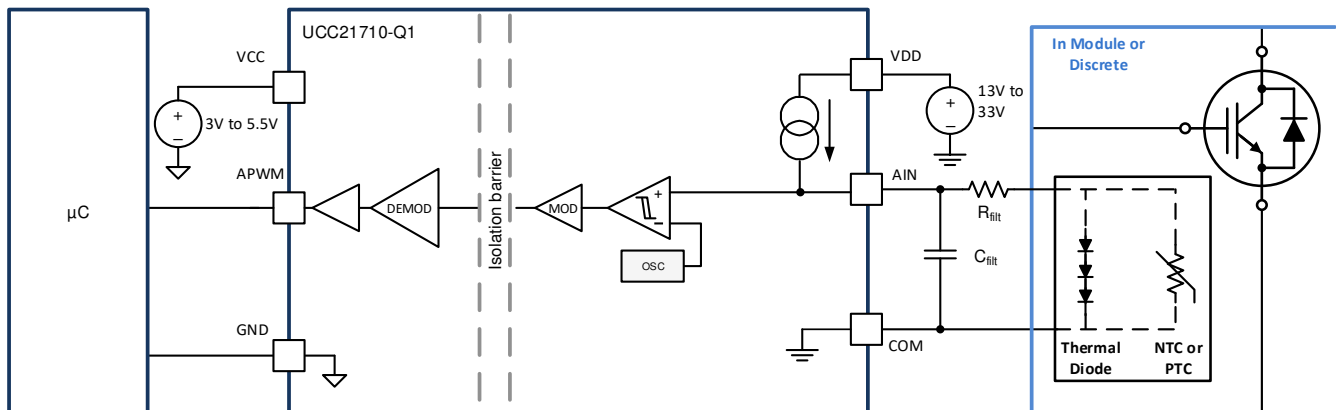 UCC21710-Q1
In Module or
Discrete
VCC
VDD
3V to 5.5V
13V to
33V
APWM
AIN
µC
DEMOD
Isolation barrier
MOD
+
−
OSC
Rfilt
Cfilt
GND
COM
Thermal
Diode
NTC or
PTC